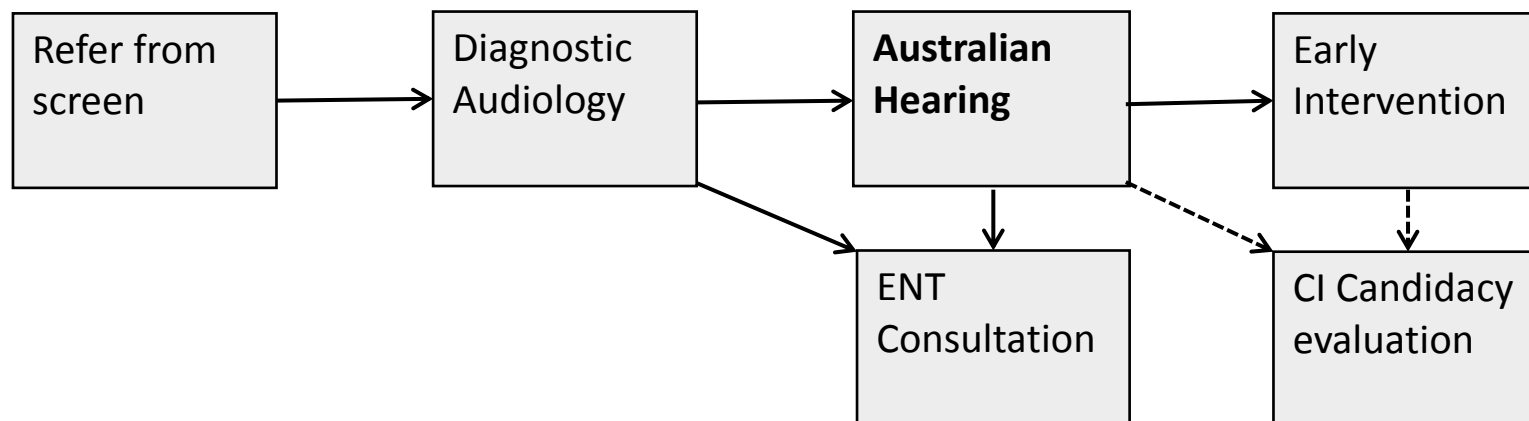 Refer from
screen
Diagnostic
Audiology
Australian
Hearing
Early
Intervention
ENT
Consultation
CI Candidacy
evaluation